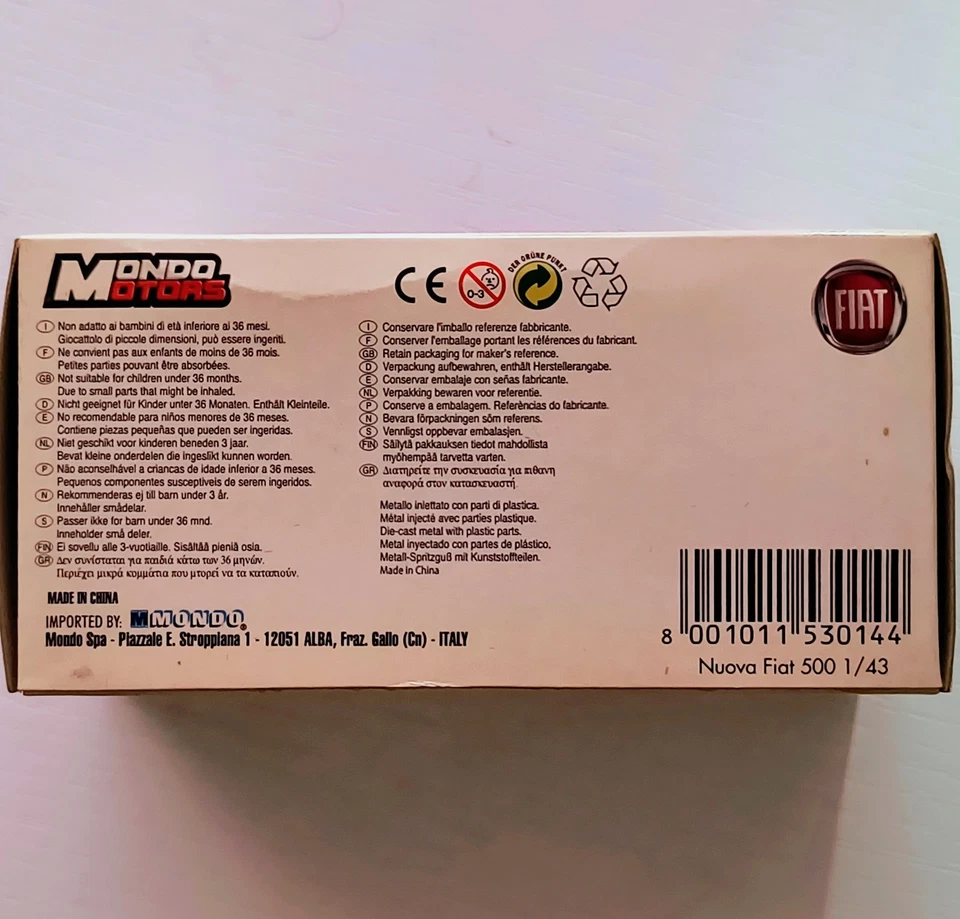 MONDO MOTORS
CE
0-3
DER GRÜNE PUNKT
FIAT
I Non adatto ai bambini di età inferiore ai 36 mesi.
Giocattolo di piccole dimensioni, può essere ingeriti.
F Ne convient pas aux enfants de moins de 36 mois.
Petites parties pouvant être absorbées.
GB Not suitable for children under 36 months.
Due to small parts that might be inhaled.
D Nicht geeignet für Kinder unter 36 Monaten. Enthält Kleinteile.
E No recomendable para niños menores de 36 meses.
Contiene piezas pequeñas que pueden ser ingeridas.
NL Niet geschikt voor kinderen beneden 3 jaar.
Bevat kleine onderdelen die ingeslikt kunnen worden.
P Não aconselhável a criancas de idade inferior a 36 meses.
Pequenos componentes susceptiveis de serem ingeridos.
N Rekommenderas ej till barn under 3 år.
Innehåller smådelar.
S Passer ikke for barn under 36 mnd.
Inneholder små deler.
FIN Ei sovellu alle 3-vuotiaille. Sisältää pieniä osia.
GR Δεν συνίσταται για παιδιά κάτω των 36 μηνών.
Περιέχει μικρά κομμάτια που μπορεί να τα καταπιούν.
I Conservare l'imballo referenze fabbricante.
F Conserver l'emballage portant les références du fabricant.
GB Retain packaging for maker's reference.
D Verpackung aufbewahren, enthält Herstellerangabe.
E Conservar embalaje con señas fabricante.
NL Verpakking bewaren voor referentie.
P Conserve a embalagem. Referências do fabricante.
N Bevara förpackningen sôm referens.
S Vennligst oppbevar embalasjen.
FIN Säilytä pakkauksen tiedot mahdollista
myöhempää tarvetta varten.
GR Διατηρείτε την συσκευασία για πιθανη
αναφορά στον κατασκευαστή.
Metallo iniettato con parti di plastica.
Métal injecté avec parties plastique.
Die-cast metal with plastic parts.
Metal inyectado con partes de plástico.
Metall-Spritzguß mit Kunststoffteilen.
Made in China
MADE IN CHINA
IMPORTED BY: M MONDO®
Mondo Spa - Piazzale E. Stroppiana 1 - 12051 ALBA, Fraz. Gallo (Cn) - ITALY
8 001011 530144
Nuova Fiat 500 1/43